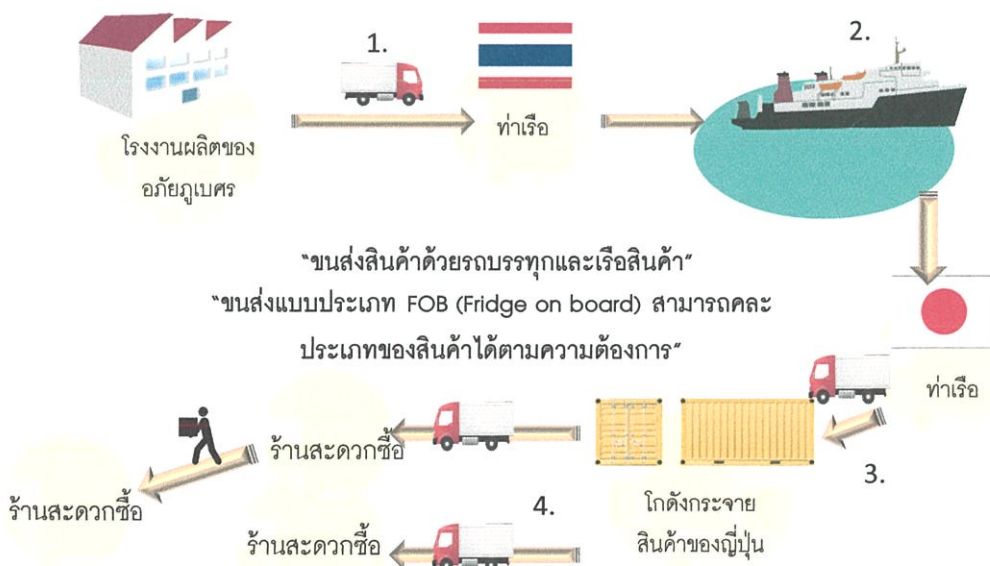 1.
2.
โรงงานผลิตของ
อภัยภูเบศร
ท่าเรือ
"ขนส่งสินค้าด้วยรถบรรทุกและเรือสินค้า"
"ขนส่งแบบประเภท FOB (Fridge on board) สามารถคละ
ประเภทของสินค้าได้ตามความต้องการ"
ท่าเรือ
3.
ร้านสะดวกซื้อ
ร้านสะดวกซื้อ
4.
โกดังกระจาย
สินค้าของญี่ปุ่น
ร้านสะดวกซื้อ